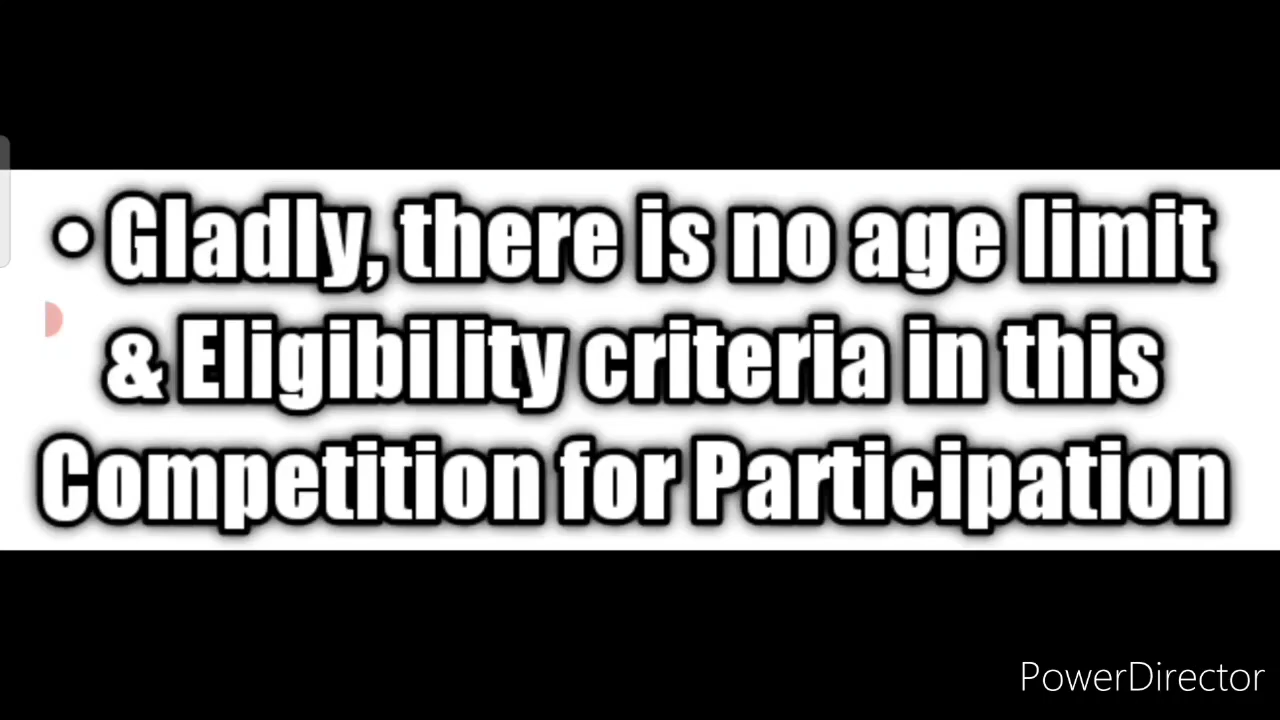 • Gladly, there is no age limit
& Eligibility criteria in this
Competition for Participation
PowerDirector